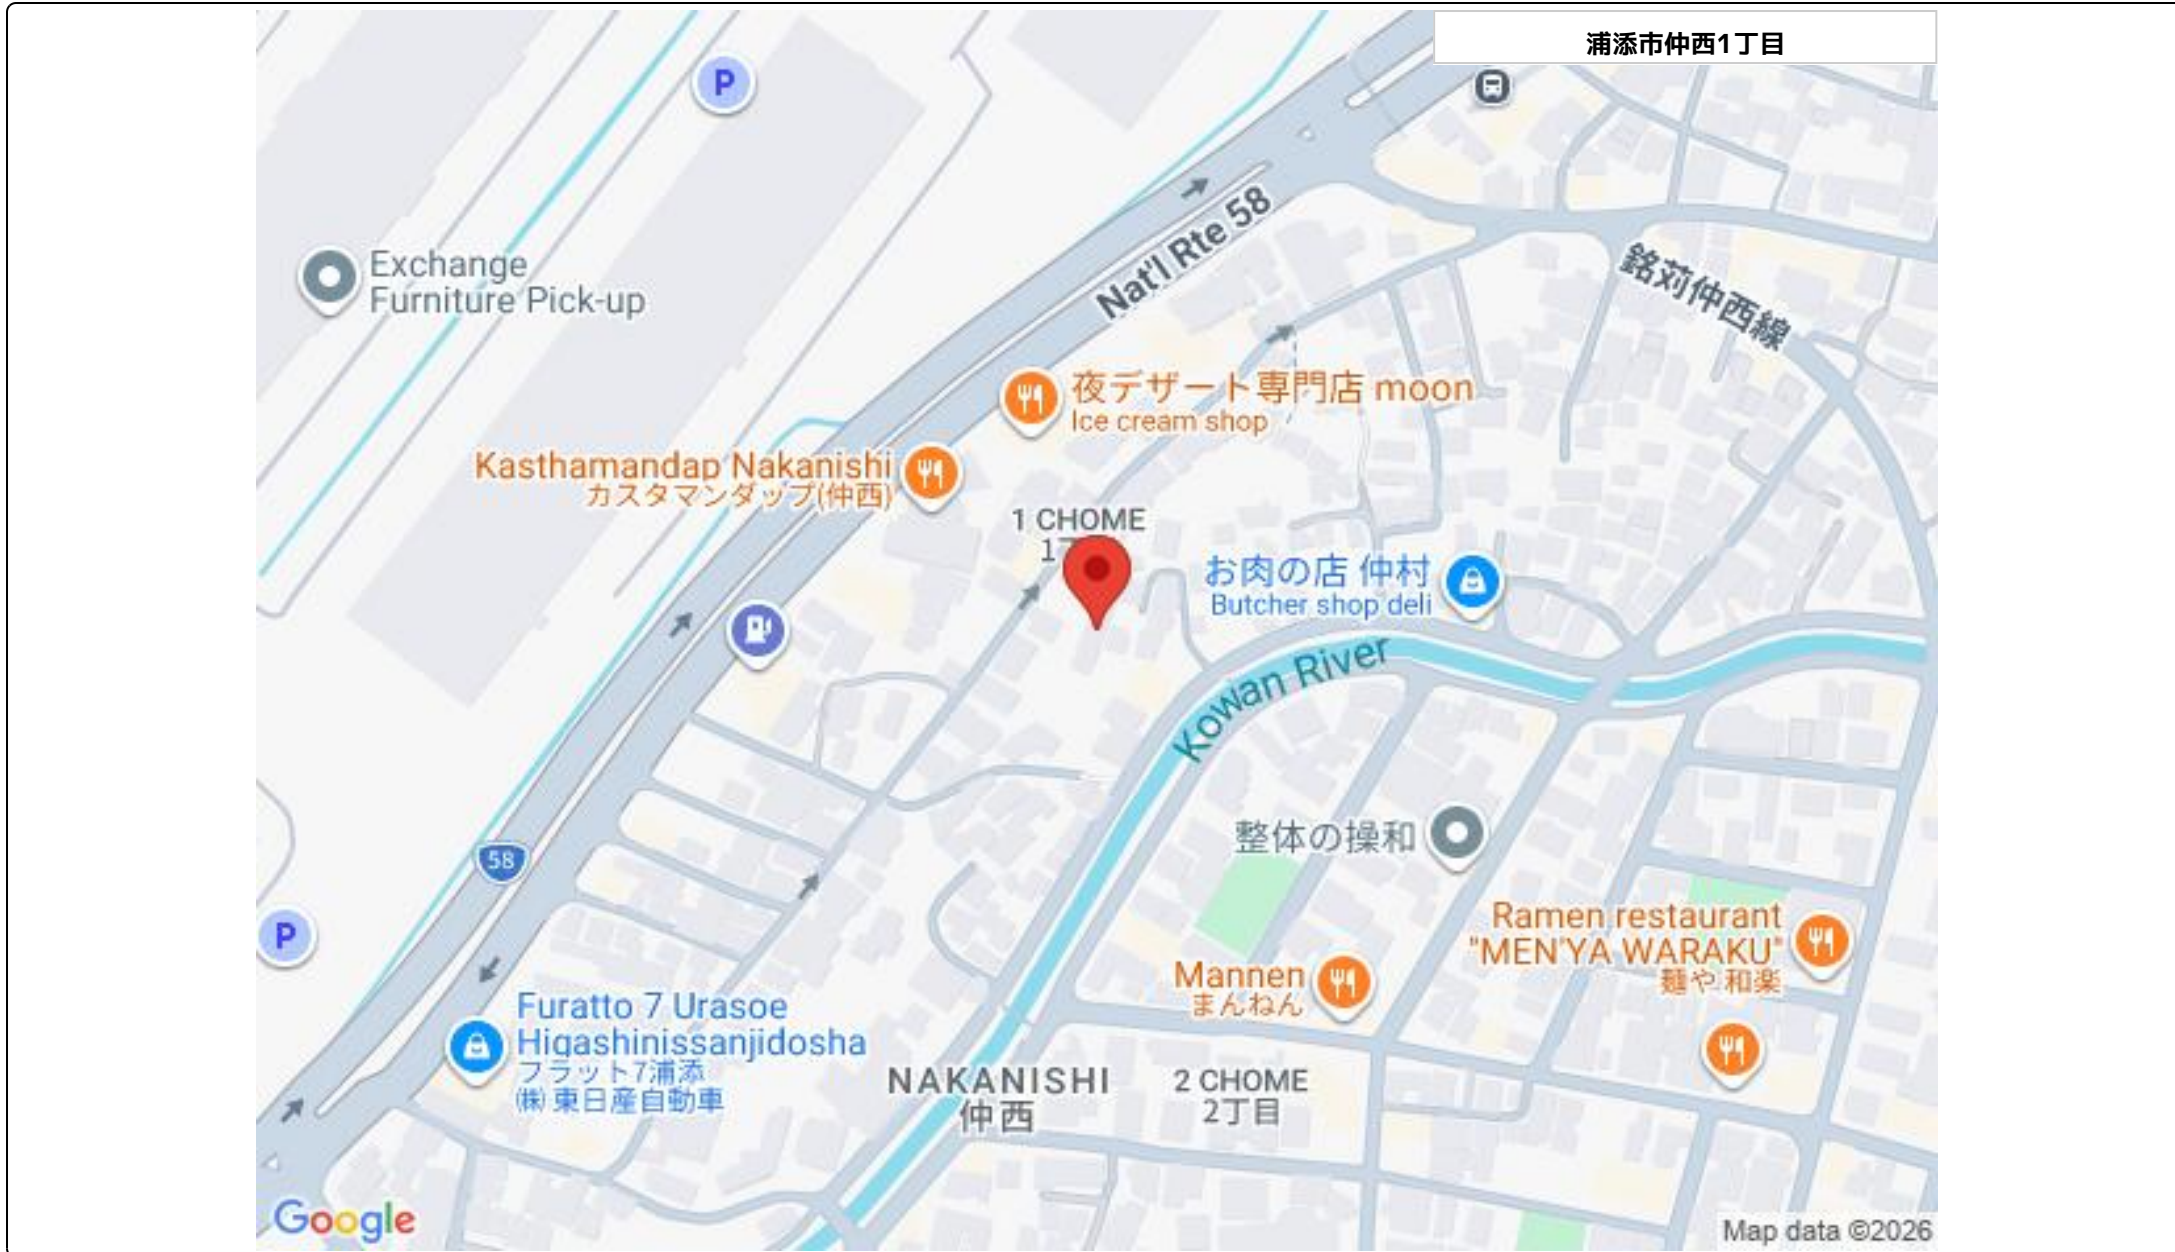 浦添市仲西1丁目
P
Exchange
Furniture Pick-up
Nat'l Rte 58
銘苅仲西線
夜デザート専門店 moon
Ice cream shop
Kasthamandap Nakanishi
カスタマンダップ(仲西)
1 CHOME
お肉の店 仲村
Butcher shop deli
Kowan River
整体の操和
58
P
Ramen restaurant
"MEN'YA WARAKU"
麺や 和楽
Mannen
まんねん
Furatto 7 Urasoe
Higashinissanjidosha
フラット7浦添
㈱ 東日産自動車
NAKANISHI
仲西
2 CHOME
2丁目
Google
Map data ©2026